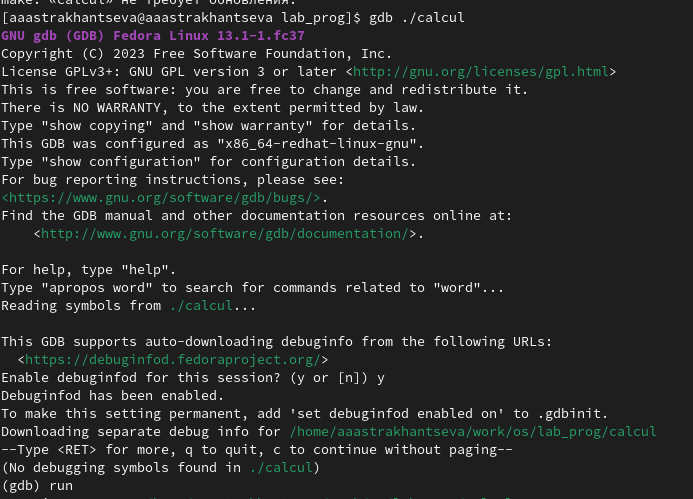 make: «calcul» не требует обновления.
[aaastrakhantseva@aaastrakhantseva lab_prog]$ gdb ./calcul
GNU gdb (GDB) Fedora Linux 13.1-1.fc37
Copyright (C) 2023 Free Software Foundation, Inc.
License GPLv3+: GNU GPL version 3 or later <http://gnu.org/licenses/gpl.html>
This is free software: you are free to change and redistribute it.
There is NO WARRANTY, to the extent permitted by law.
Type "show copying" and "show warranty" for details.
This GDB was configured as "x86_64-redhat-linux-gnu".
Type "show configuration" for configuration details.
For bug reporting instructions, please see:
<https://www.gnu.org/software/gdb/bugs/>.
Find the GDB manual and other documentation resources online at:
    <http://www.gnu.org/software/gdb/documentation/>.

For help, type "help".
Type "apropos word" to search for commands related to "word"...
Reading symbols from ./calcul...

This GDB supports auto-downloading debuginfo from the following URLs:
  <https://debuginfod.fedoraproject.org/>
Enable debuginfod for this session? (y or [n]) y
Debuginfod has been enabled.
To make this setting permanent, add 'set debuginfod enabled on' to .gdbinit.
Downloading separate debug info for /home/aaastrakhantseva/work/os/lab_prog/calcul
--Type <RET> for more, q to quit, c to continue without paging--
(No debugging symbols found in ./calcul)
(gdb) run